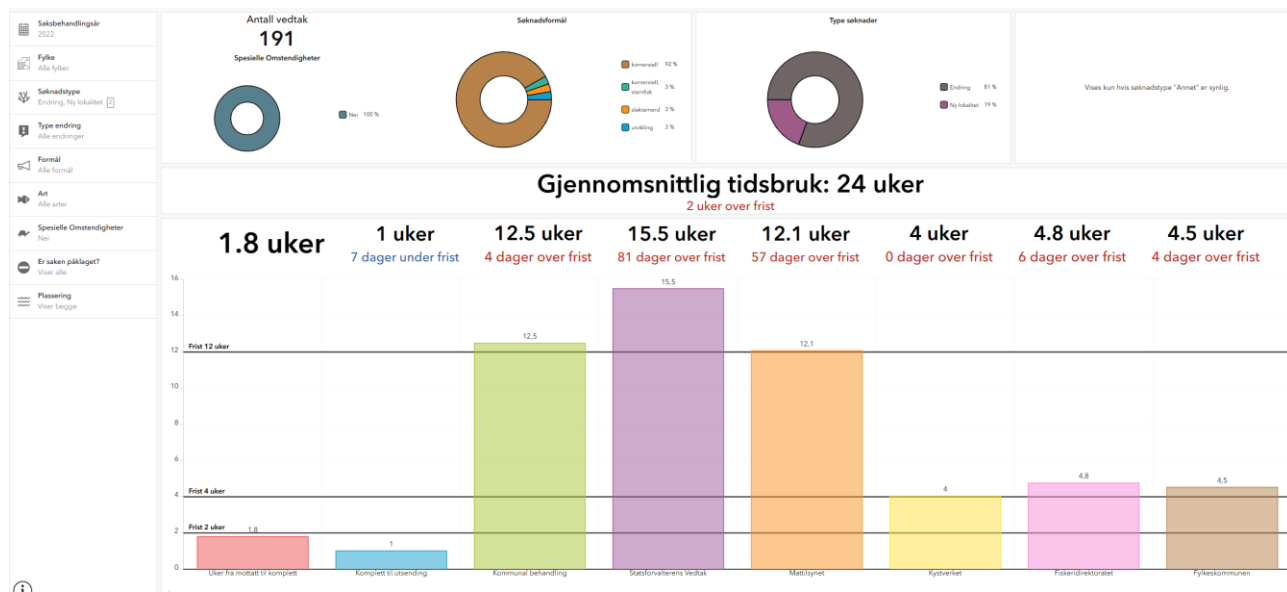 Saksbehandlingsår
2022
Fylke
Alle fylker
Søknadstype
Endring, Ny lokalitet 2
Type endring
Alle endringer
Formål
Alle formål
Art
Alle arter
Spesielle Omstendigheter
Nei
Er saken påklaget?
Viser alle
Plassering
Viser begge
Antall vedtak
191
Spesielle Omstendigheter
Nei 100 %
Søknadsformål
komersiell 92 %
komersiell, stamfisk 3 %
slaktemerd 3 %
utvikling 3 %
Type søknader
Endring 81 %
Ny lokalitet 19 %
Vises kun hvis søknadstype "Annet" er synlig.
Gjennomsnittlig tidsbruk: 24 uker
2 uker over frist
1.8 uker
1 uker
7 dager under frist
12.5 uker
4 dager over frist
15.5 uker
81 dager over frist
12.1 uker
57 dager over frist
4 uker
0 dager over frist
4.8 uker
6 dager over frist
4.5 uker
4 dager over frist
16
14
12
10
8
6
4
2
0
Frist 12 uker
Frist 4 uker
Frist 2 uker
1,8
1
12,5
15,5
12,1
4
4,8
4,5
Uker fra mottatt til komplett
Komplett til utsending
Kommunal behandling
Statsforvalterens Vedtak
Mattilsynet
Kystverket
Fiskeridirektoratet
Fylkeskommunen